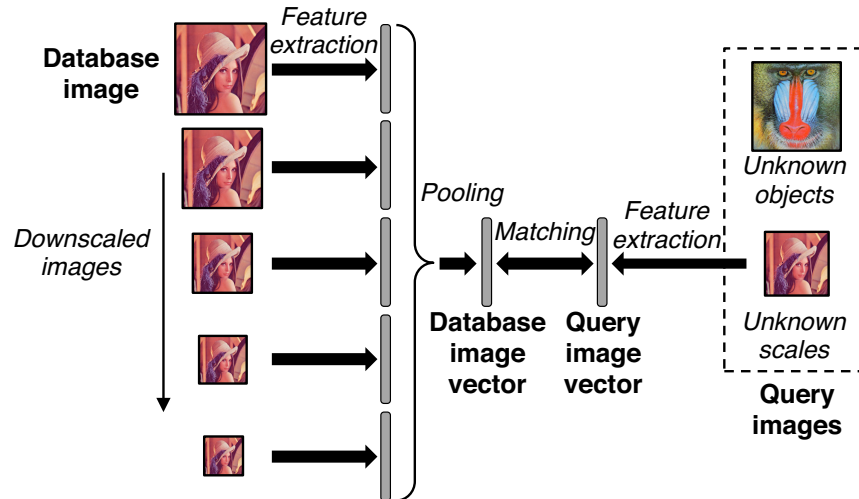 Database
image
Feature
extraction
Downscaled
images
Pooling
Matching
Feature
extraction
Database
image
vector
Query
image
vector
Unknown
objects
Unknown
scales
Query
images